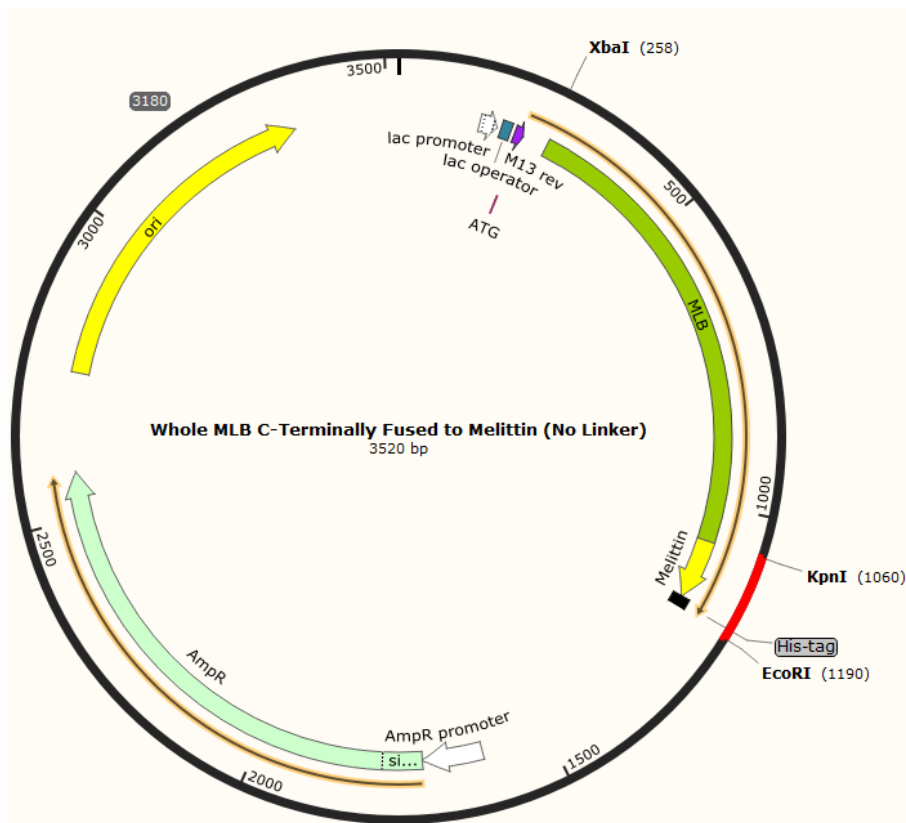 3500
XbaI (258)
3180
lac promoter
lac operator
M13 rev
ATG
500
3000
ori
MLB
Whole MLB C-Terminally Fused to Melittin (No Linker)
3520 bp
1000
2500
Melittin
KpnI (1060)
His-tag
EcoRI (1190)
AmpR
AmpR promoter
si...
1500
2000